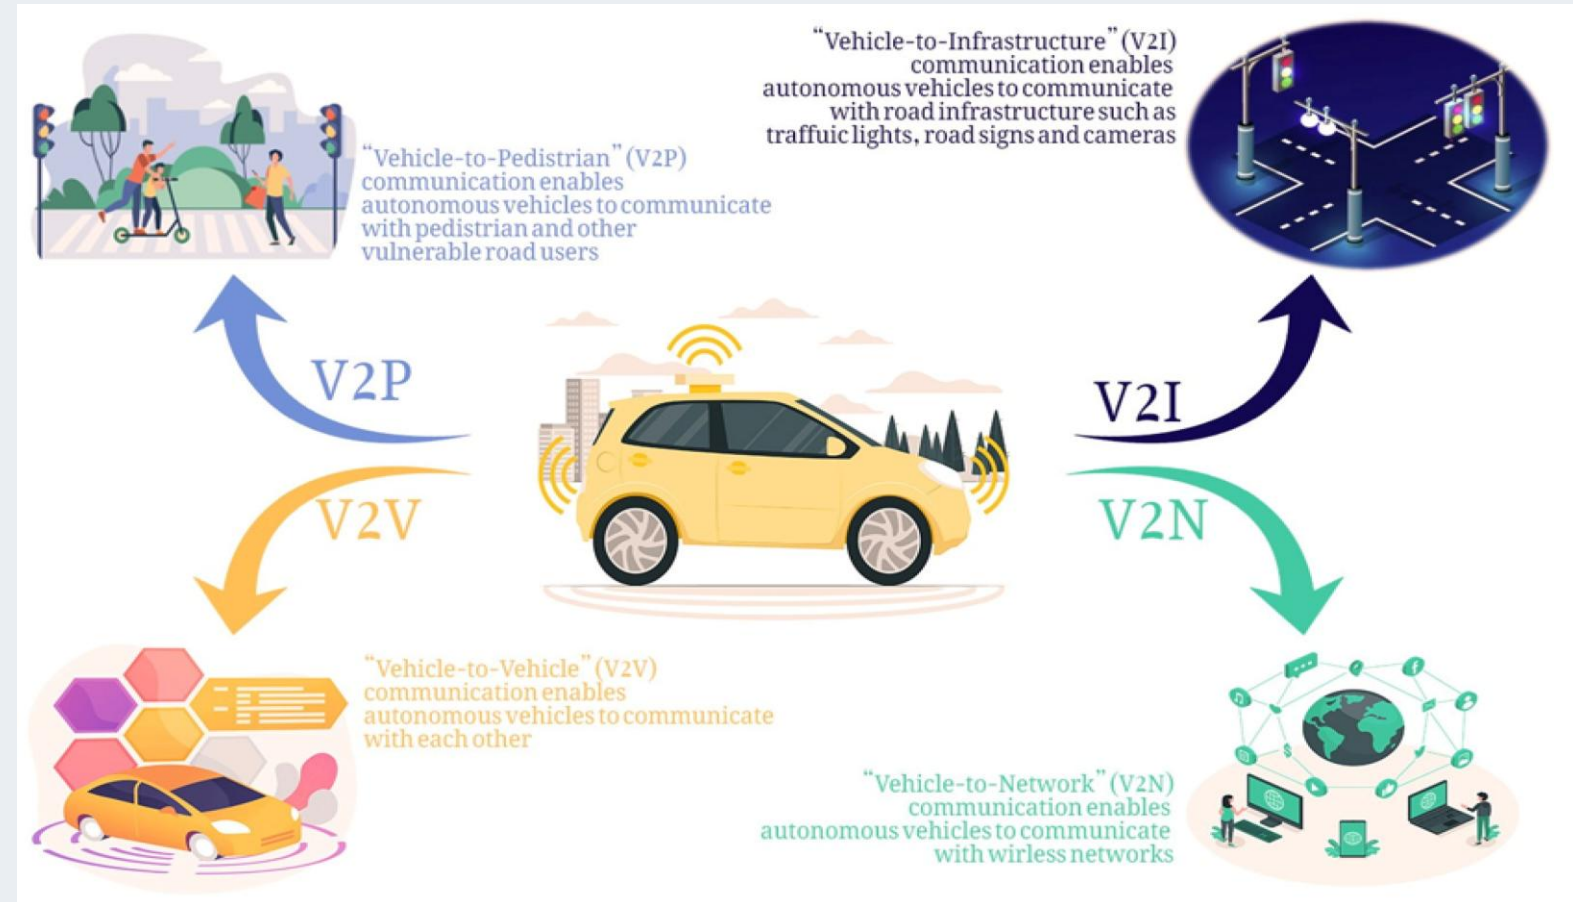 “Vehicle-to-Pedistrian” (V2P)
communication enables
autonomous vehicles to communicate
with pedistrian and other
vulnerable road users
“Vehicle-to-Infrastructure” (V2I)
communication enables
autonomous vehicles to communicate
with road infrastructure such as
traffuic lights, road signs and cameras
V2P
V2I
V2V
V2N
“Vehicle-to-Vehicle” (V2V)
communication enables
autonomous vehicles to communicate
with each other
“Vehicle-to-Network” (V2N)
communication enables
autonomous vehicles to communicate
with wirless networks